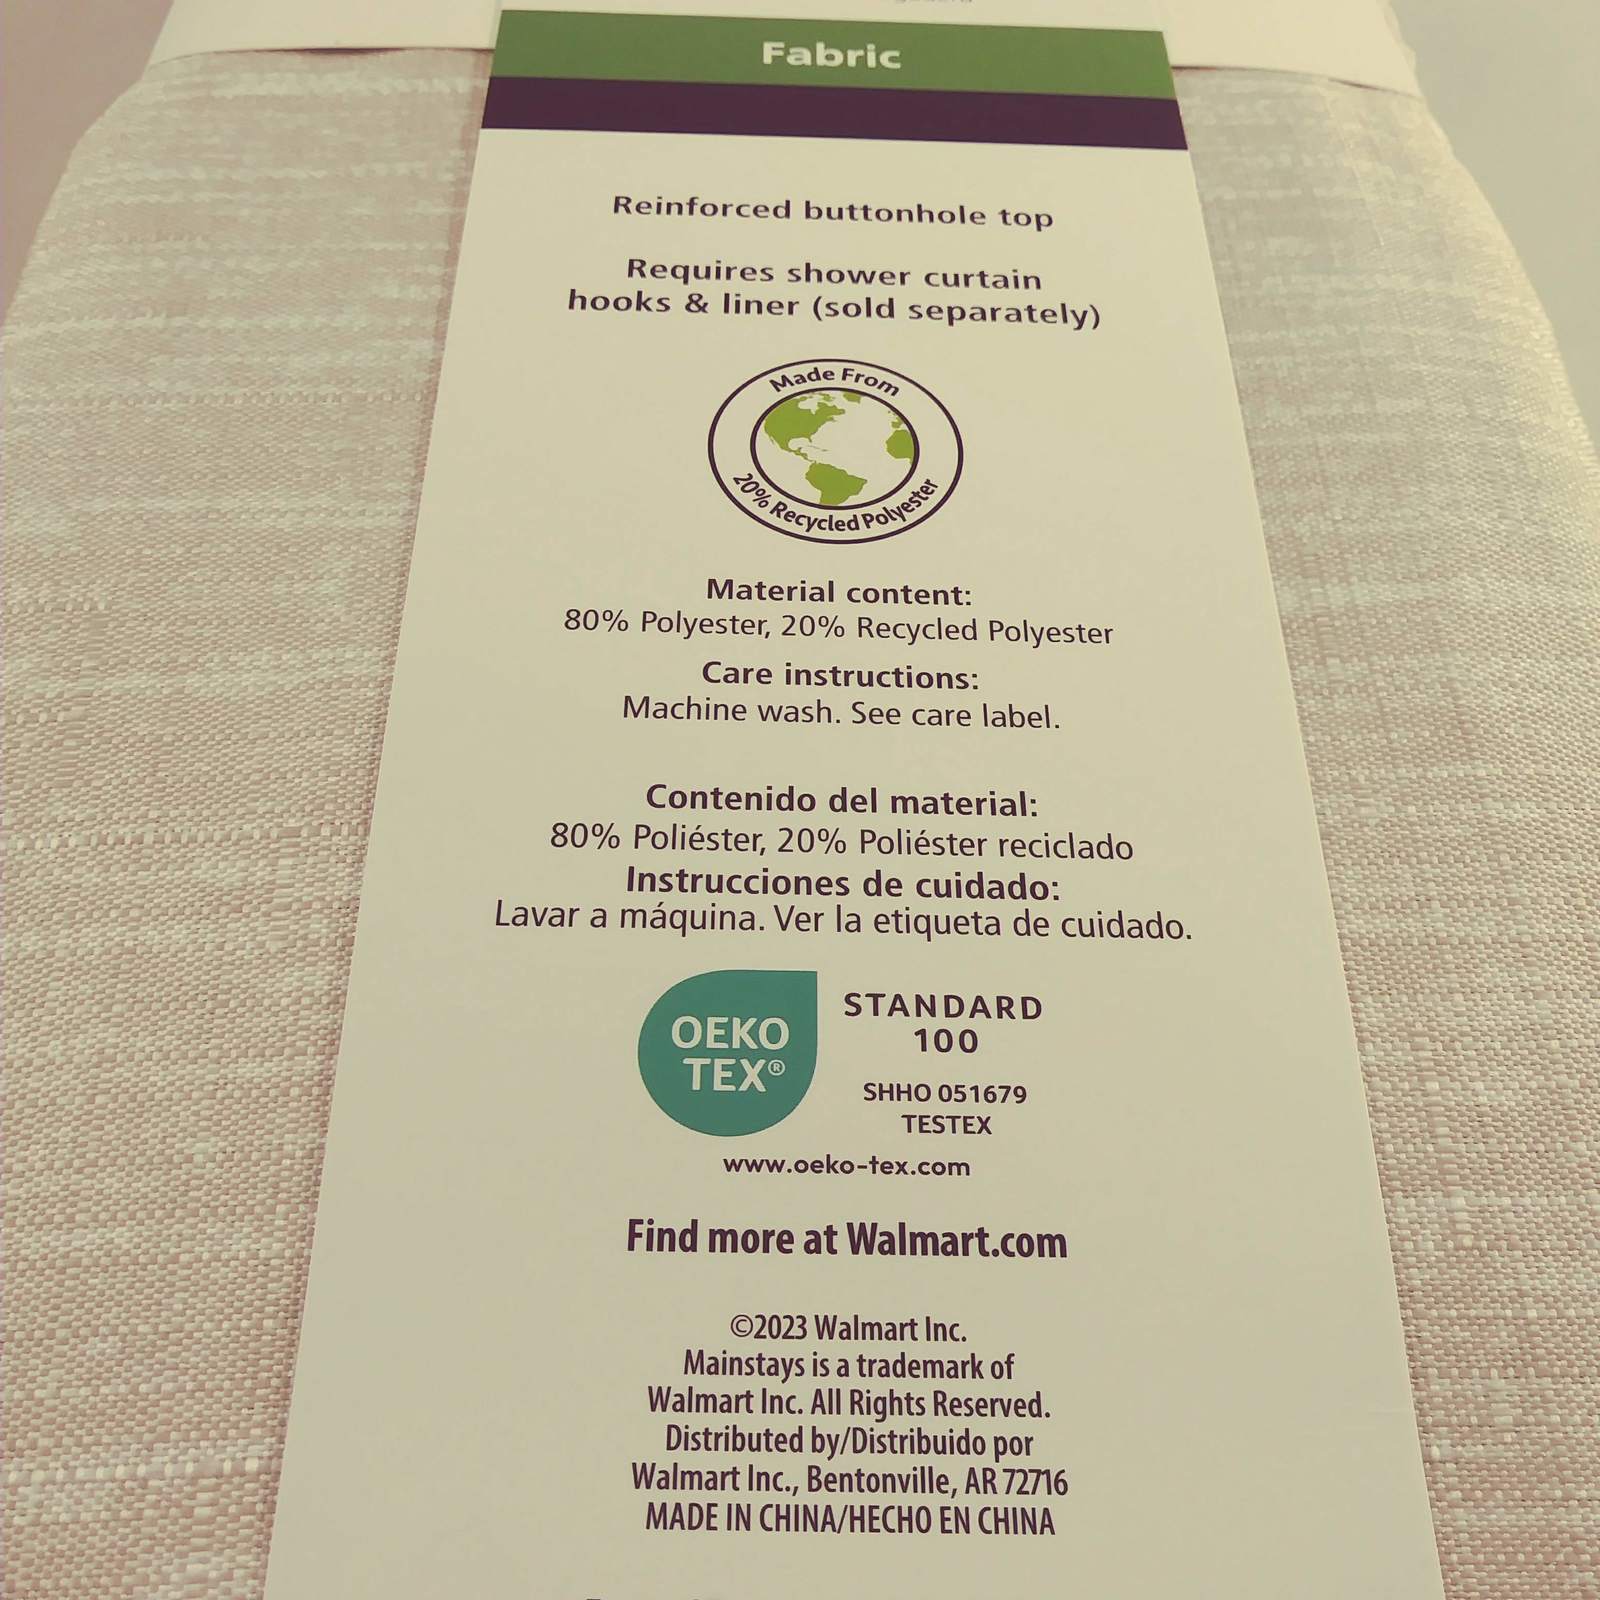 Fabric
Reinforced buttonhole top
Requires shower curtain
hooks & liner (sold separately)
Made From
20% Recycled Polyester
Material content:
80% Polyester, 20% Recycled Polyester
Care instructions:
Machine wash. See care label.
Contenido del material:
80% Poliéster, 20% Poliéster reciclado
Instrucciones de cuidado:
Lavar a máquina. Ver la etiqueta de cuidado.
OEKO
TEX®
STANDARD
100
SHHO 051679
TESTEX
www.oeko-tex.com
Find more at Walmart.com
©2023 Walmart Inc.
Mainstays is a trademark of
Walmart Inc. All Rights Reserved.
Distributed by/Distribuido por
Walmart Inc., Bentonville, AR 72716
MADE IN CHINA/HECHO EN CHINA